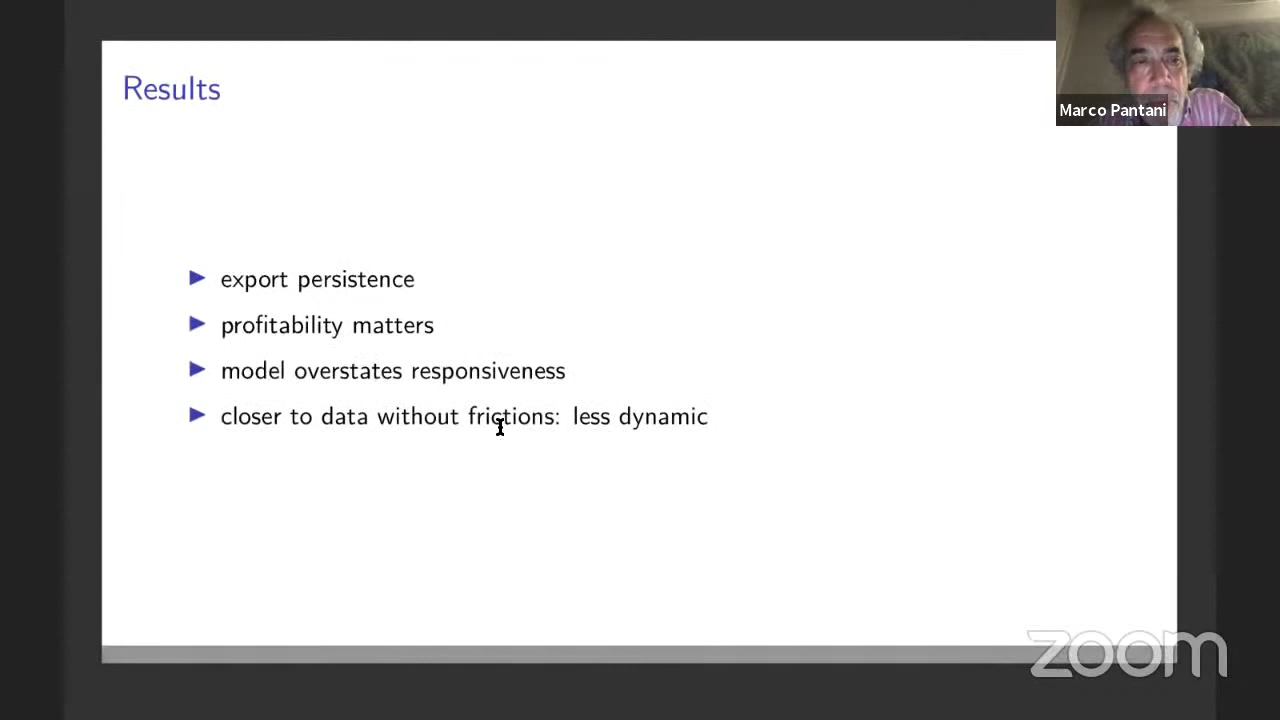 Results
Marco Pantani
▶ export persistence
▶ profitability matters
▶ model overstates responsiveness
▶ closer to data without frictions: less dynamic
zoom